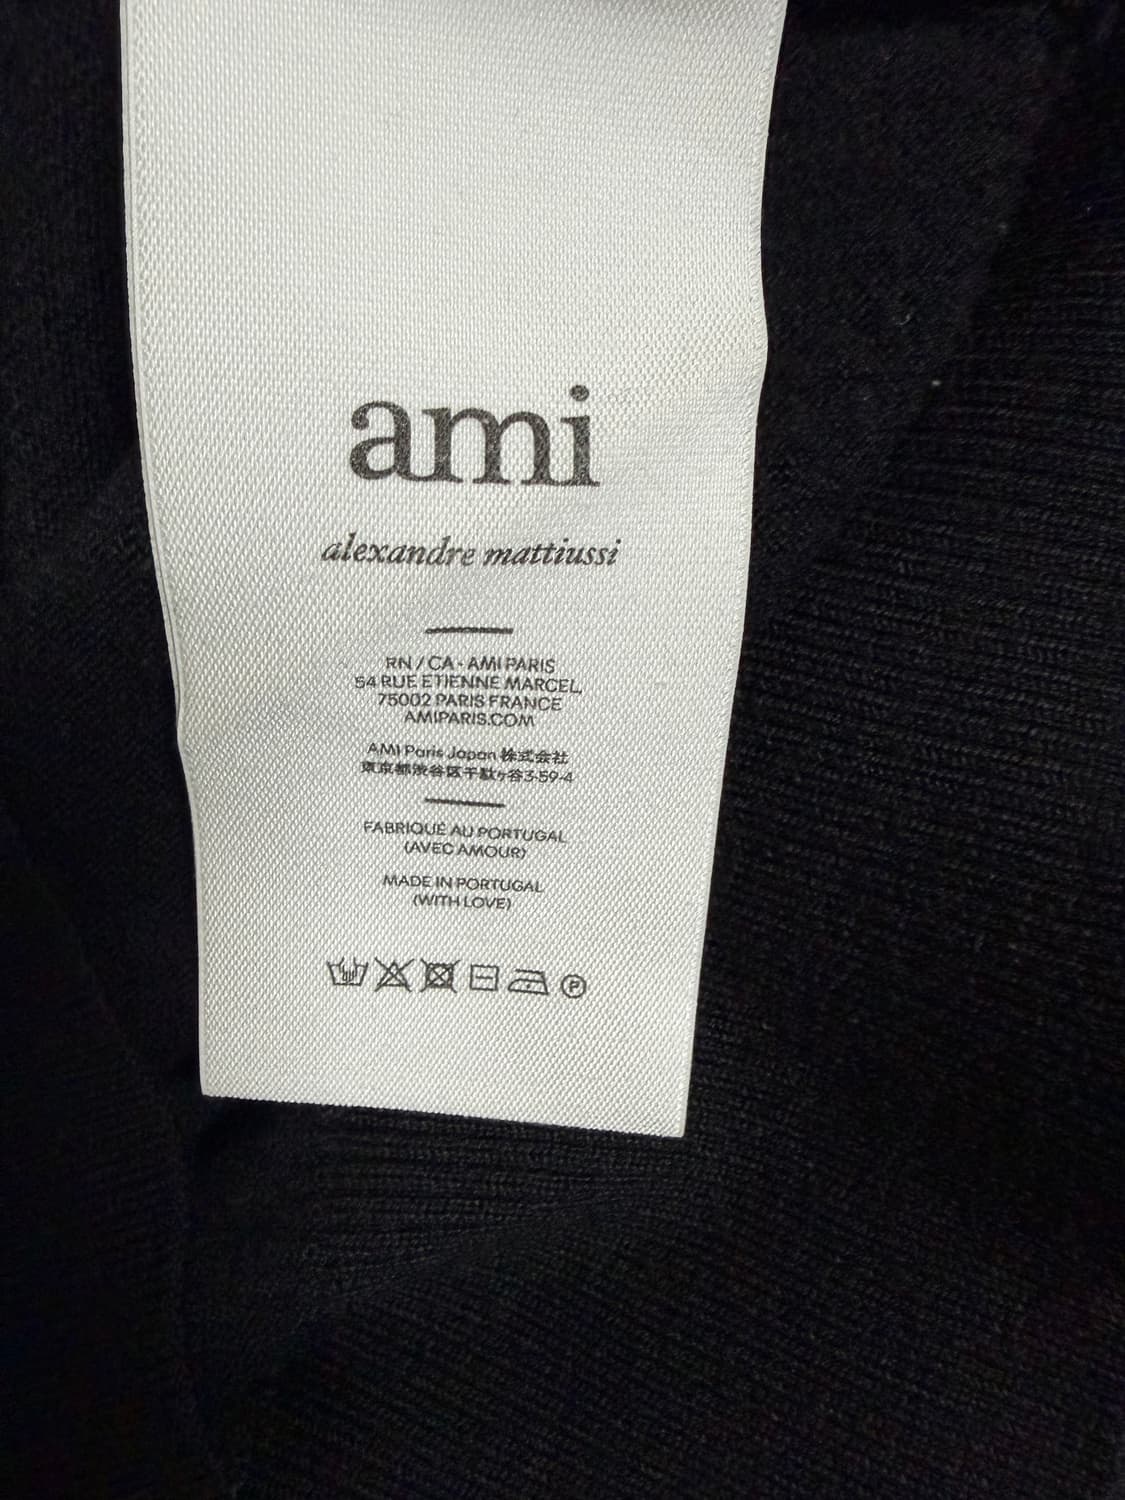 ami
alexandre mattiussi
RN / CA - AMI PARIS
54 RUE ETIENNE MARCEL
75002 PARIS FRANCE
AMIPARIS.COM
AMI Paris Japan 株式会社
東京都渋谷区千駄ヶ谷3-59-4
FABRIQUÉ AU PORTUGAL
(AVEC AMOUR)
MADE IN PORTUGAL
(WITH LOVE)
P